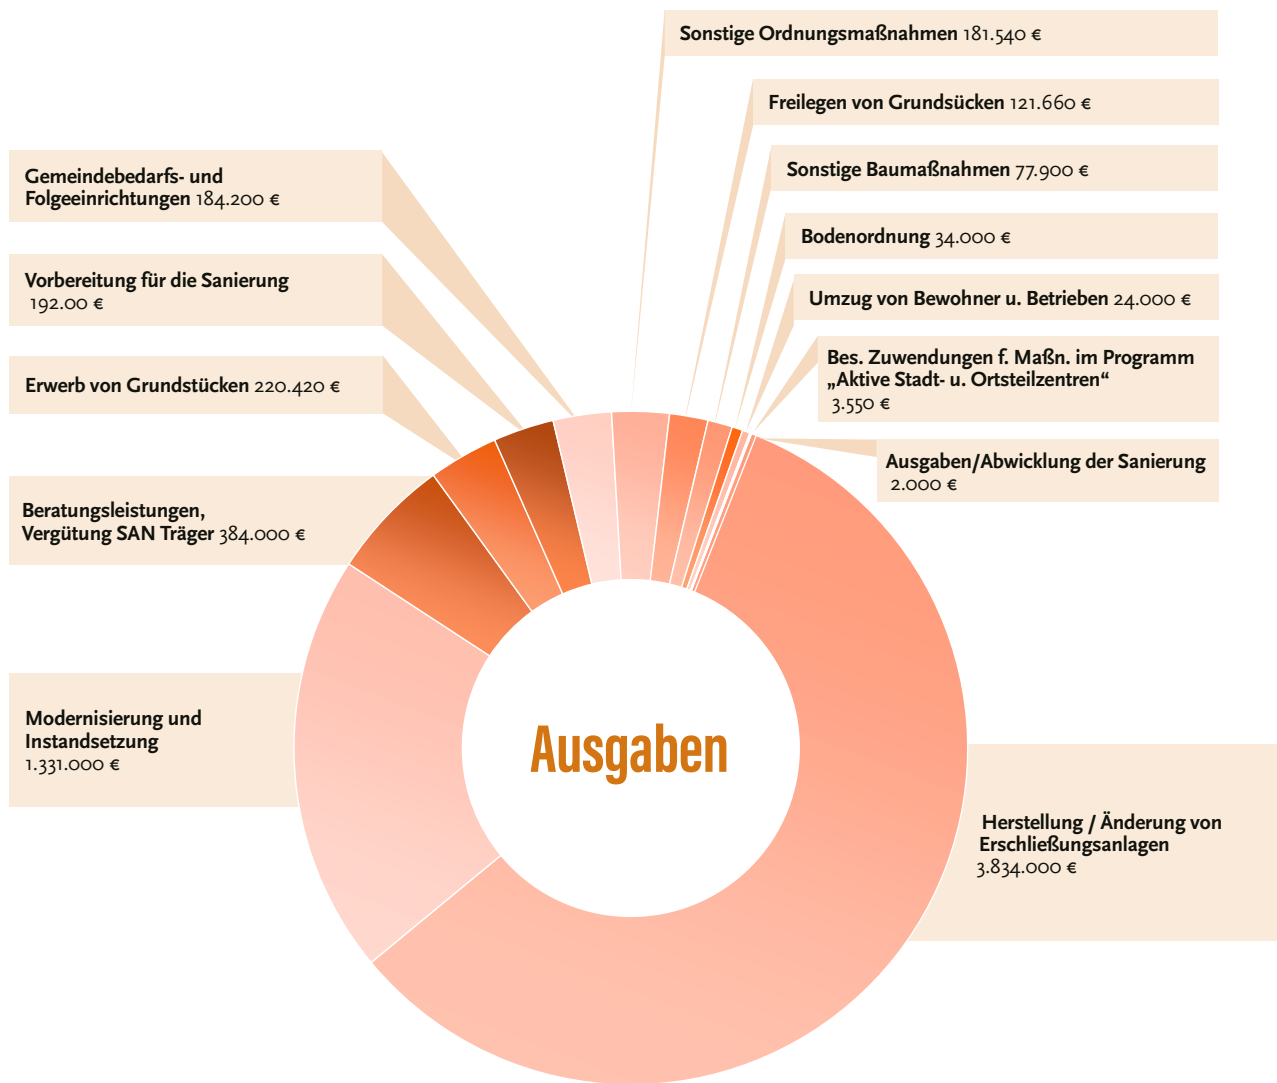 Sonstige Ordnungsmaßnahmen 181.540 €
Freilegen von Grundsücken 121.660 €
Sonstige Baumaßnahmen 77.900 €
Bodenordnung 34.000 €
Umzug von Bewohner u. Betrieben 24.000 €
Bes. Zuwendungen f. Maßn. im Programm
„Aktive Stadt- u. Ortsteilzentren“
3.550 €
Ausgaben/Abwicklung der Sanierung
2.000 €
Gemeindebedarfs- und
Folgeeinrichtungen 184.200 €
Vorbereitung für die Sanierung
192.00 €
Erwerb von Grundstücken 220.420 €
Beratungsleistungen,
Vergütung SAN Träger 384.000 €
Modernisierung und
Instandsetzung
1.331.000 €
Ausgaben
Herstellung / Änderung von
Erschließungsanlagen
3.834.000 €